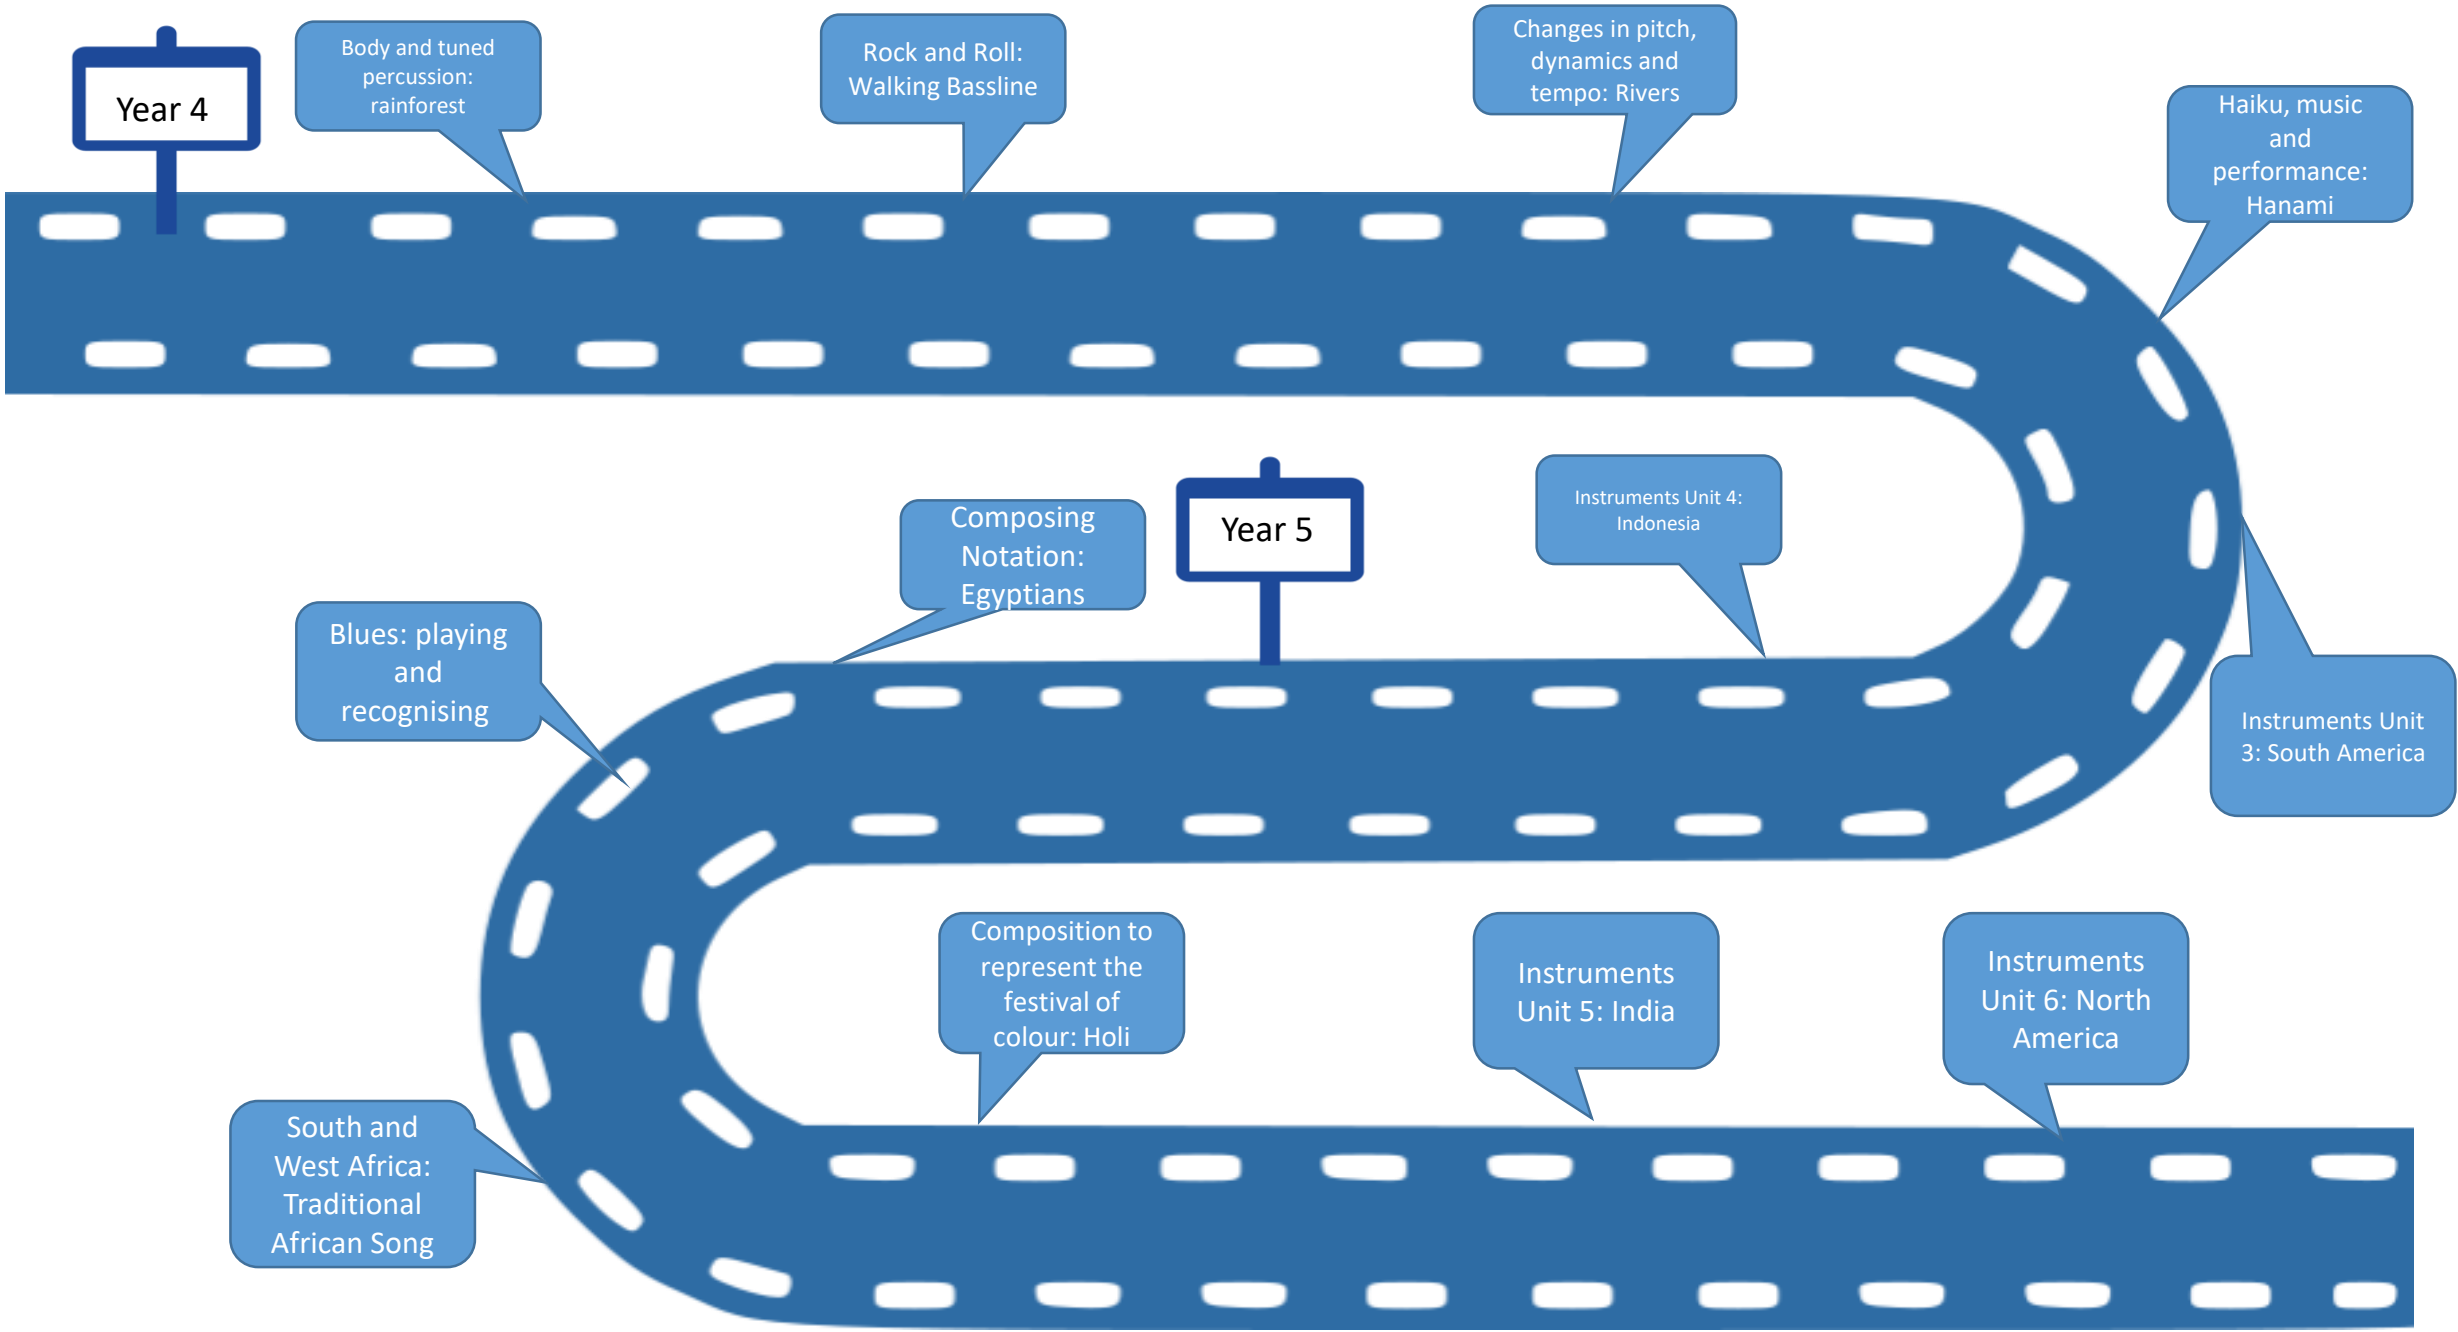 Year 4
Body and tuned
percussion:
rainforest
Rock and Roll:
Walking Bassline
Changes in pitch,
dynamics and
tempo: Rivers
Haiku, music
and
performance:
Hanami
Instruments Unit
3: South America
Instruments Unit 4:
Indonesia
Year 5
Composing
Notation:
Egyptians
Blues: playing
and
recognising
South and
West Africa:
Traditional
African Song
Composition to
represent the
festival of
colour: Holi
Instruments
Unit 5: India
Instruments
Unit 6: North
America